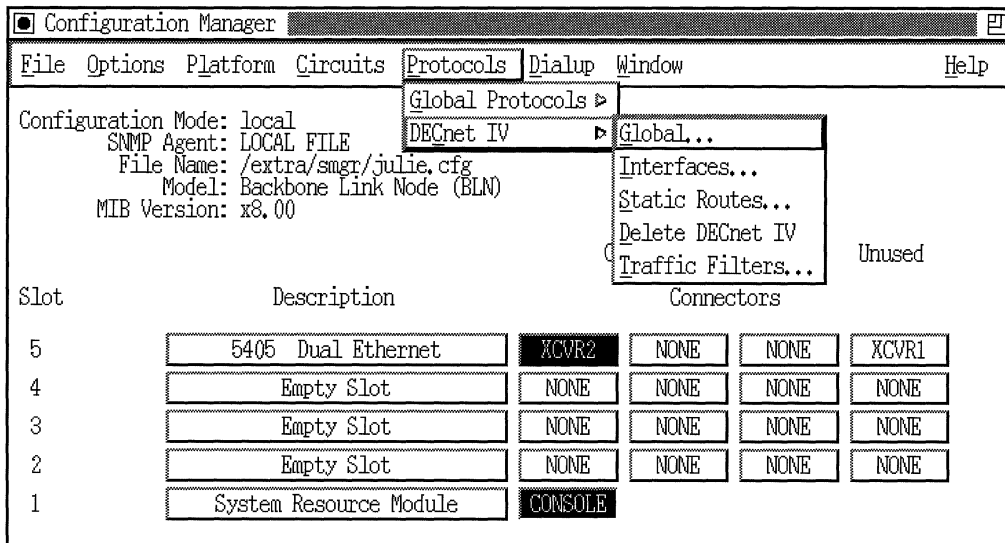 Configuration Manager
File Options Platform Circuits Protocols Dialup Window Help
Global Protocols
DECnet IV
Global...
Interfaces...
Static Routes...
Delete DECnet IV
Traffic Filters...
Configuration Mode: local
SNMP Agent: LOCAL FILE
File Name: /extra/smgr/julie.cfg
Model: Backbone Link Node (BLN)
MIB Version: x8.00
Unused
Slot Description Connectors
5 5405 Dual Ethernet XCVR2 NONE NONE XCVR1
4 Empty Slot NONE NONE NONE NONE
3 Empty Slot NONE NONE NONE NONE
2 Empty Slot NONE NONE NONE NONE
1 System Resource Module CONSOLE